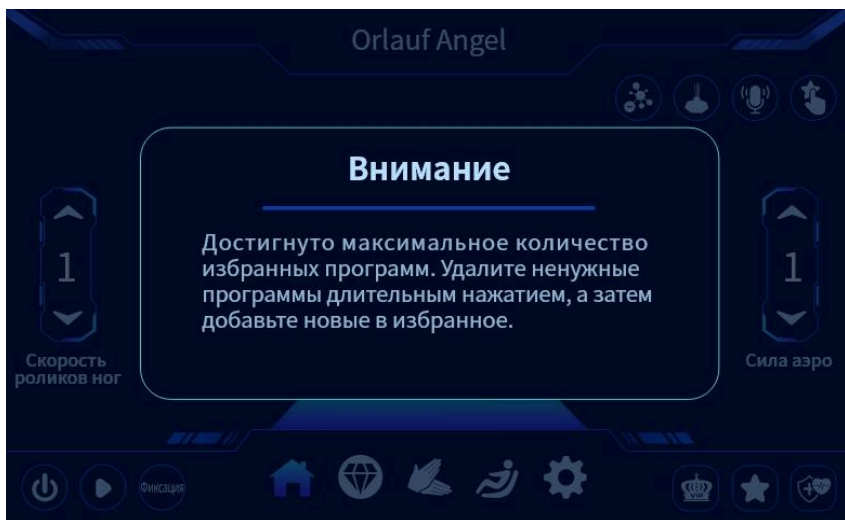 Orlauf Angel
Внимание
Достигнуто максимальное количество
избранных программ. Удалите ненужные
программы длительным нажатием, а затем
добавьте новые в избранное.
1
Скорость
роликов ног
1
Сила аэро
Фиксация
VIP